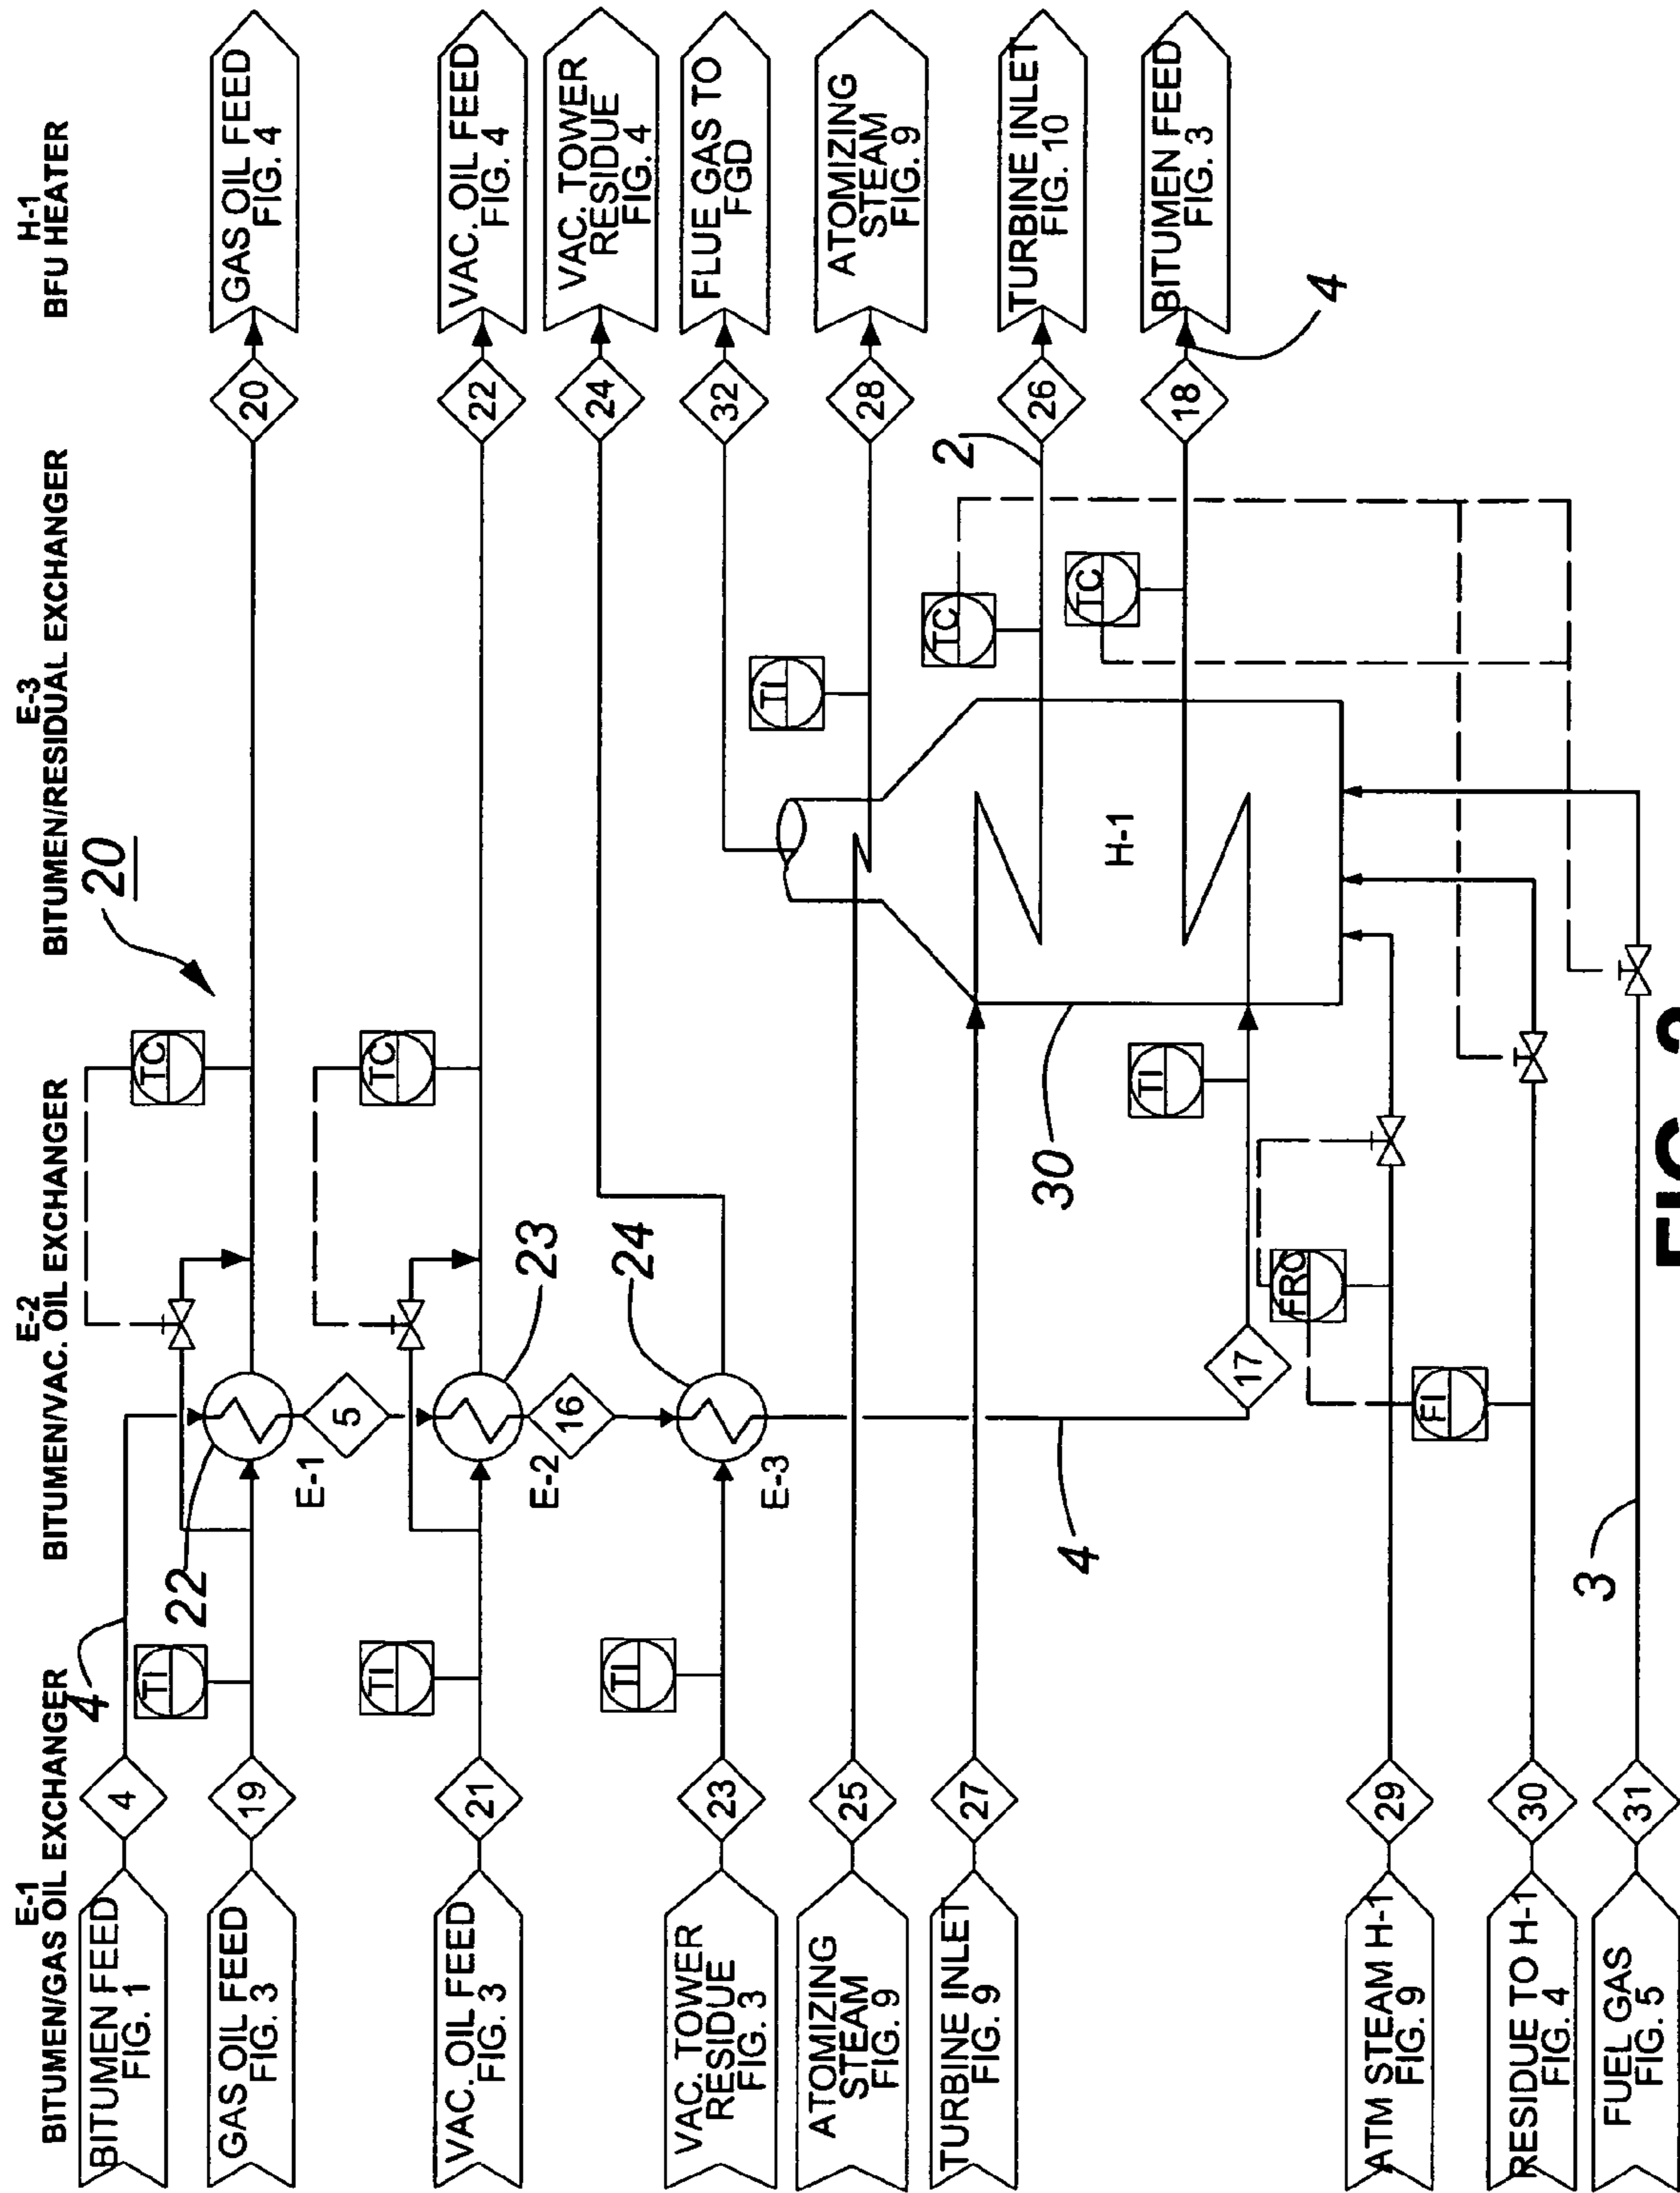 E-1
BITUMEN/GAS OIL EXCHANGER
E-2
BITUMEN/VAC. OIL EXCHANGER
E-3
BITUMEN/RESIDUAL EXCHANGER
H-1
BFU HEATER
BITUMEN FEED
FIG. 1
4
4
GAS OIL FEED
FIG. 3
19
TI
22
E-1
5
TC
20
20
GAS OIL FEED
FIG. 4
VAC. OIL FEED
FIG. 3
21
TI
E-2
16
23
TC
22
VAC. OIL FEED
FIG. 4
VAC. TOWER
RESIDUE
FIG. 3
23
TI
E-3
24
24
VAC. TOWER
RESIDUE
FIG. 4
32
FLUE GAS TO
FGD
ATOMIZING
STEAM
FIG. 9
25
TI
28
ATOMIZING
STEAM
FIG. 9
TURBINE INLET
FIG. 9
27
30
TC
2
26
TURBINE INLET
FIG. 10
4
17
TI
H-1
TC
18
4
BITUMEN FEED
FIG. 3
ATM STEAM H-1
FIG. 9
29
FRC
RESIDUE TO H-1
FIG. 4
30
FI
FUEL GAS
FIG. 5
31
3